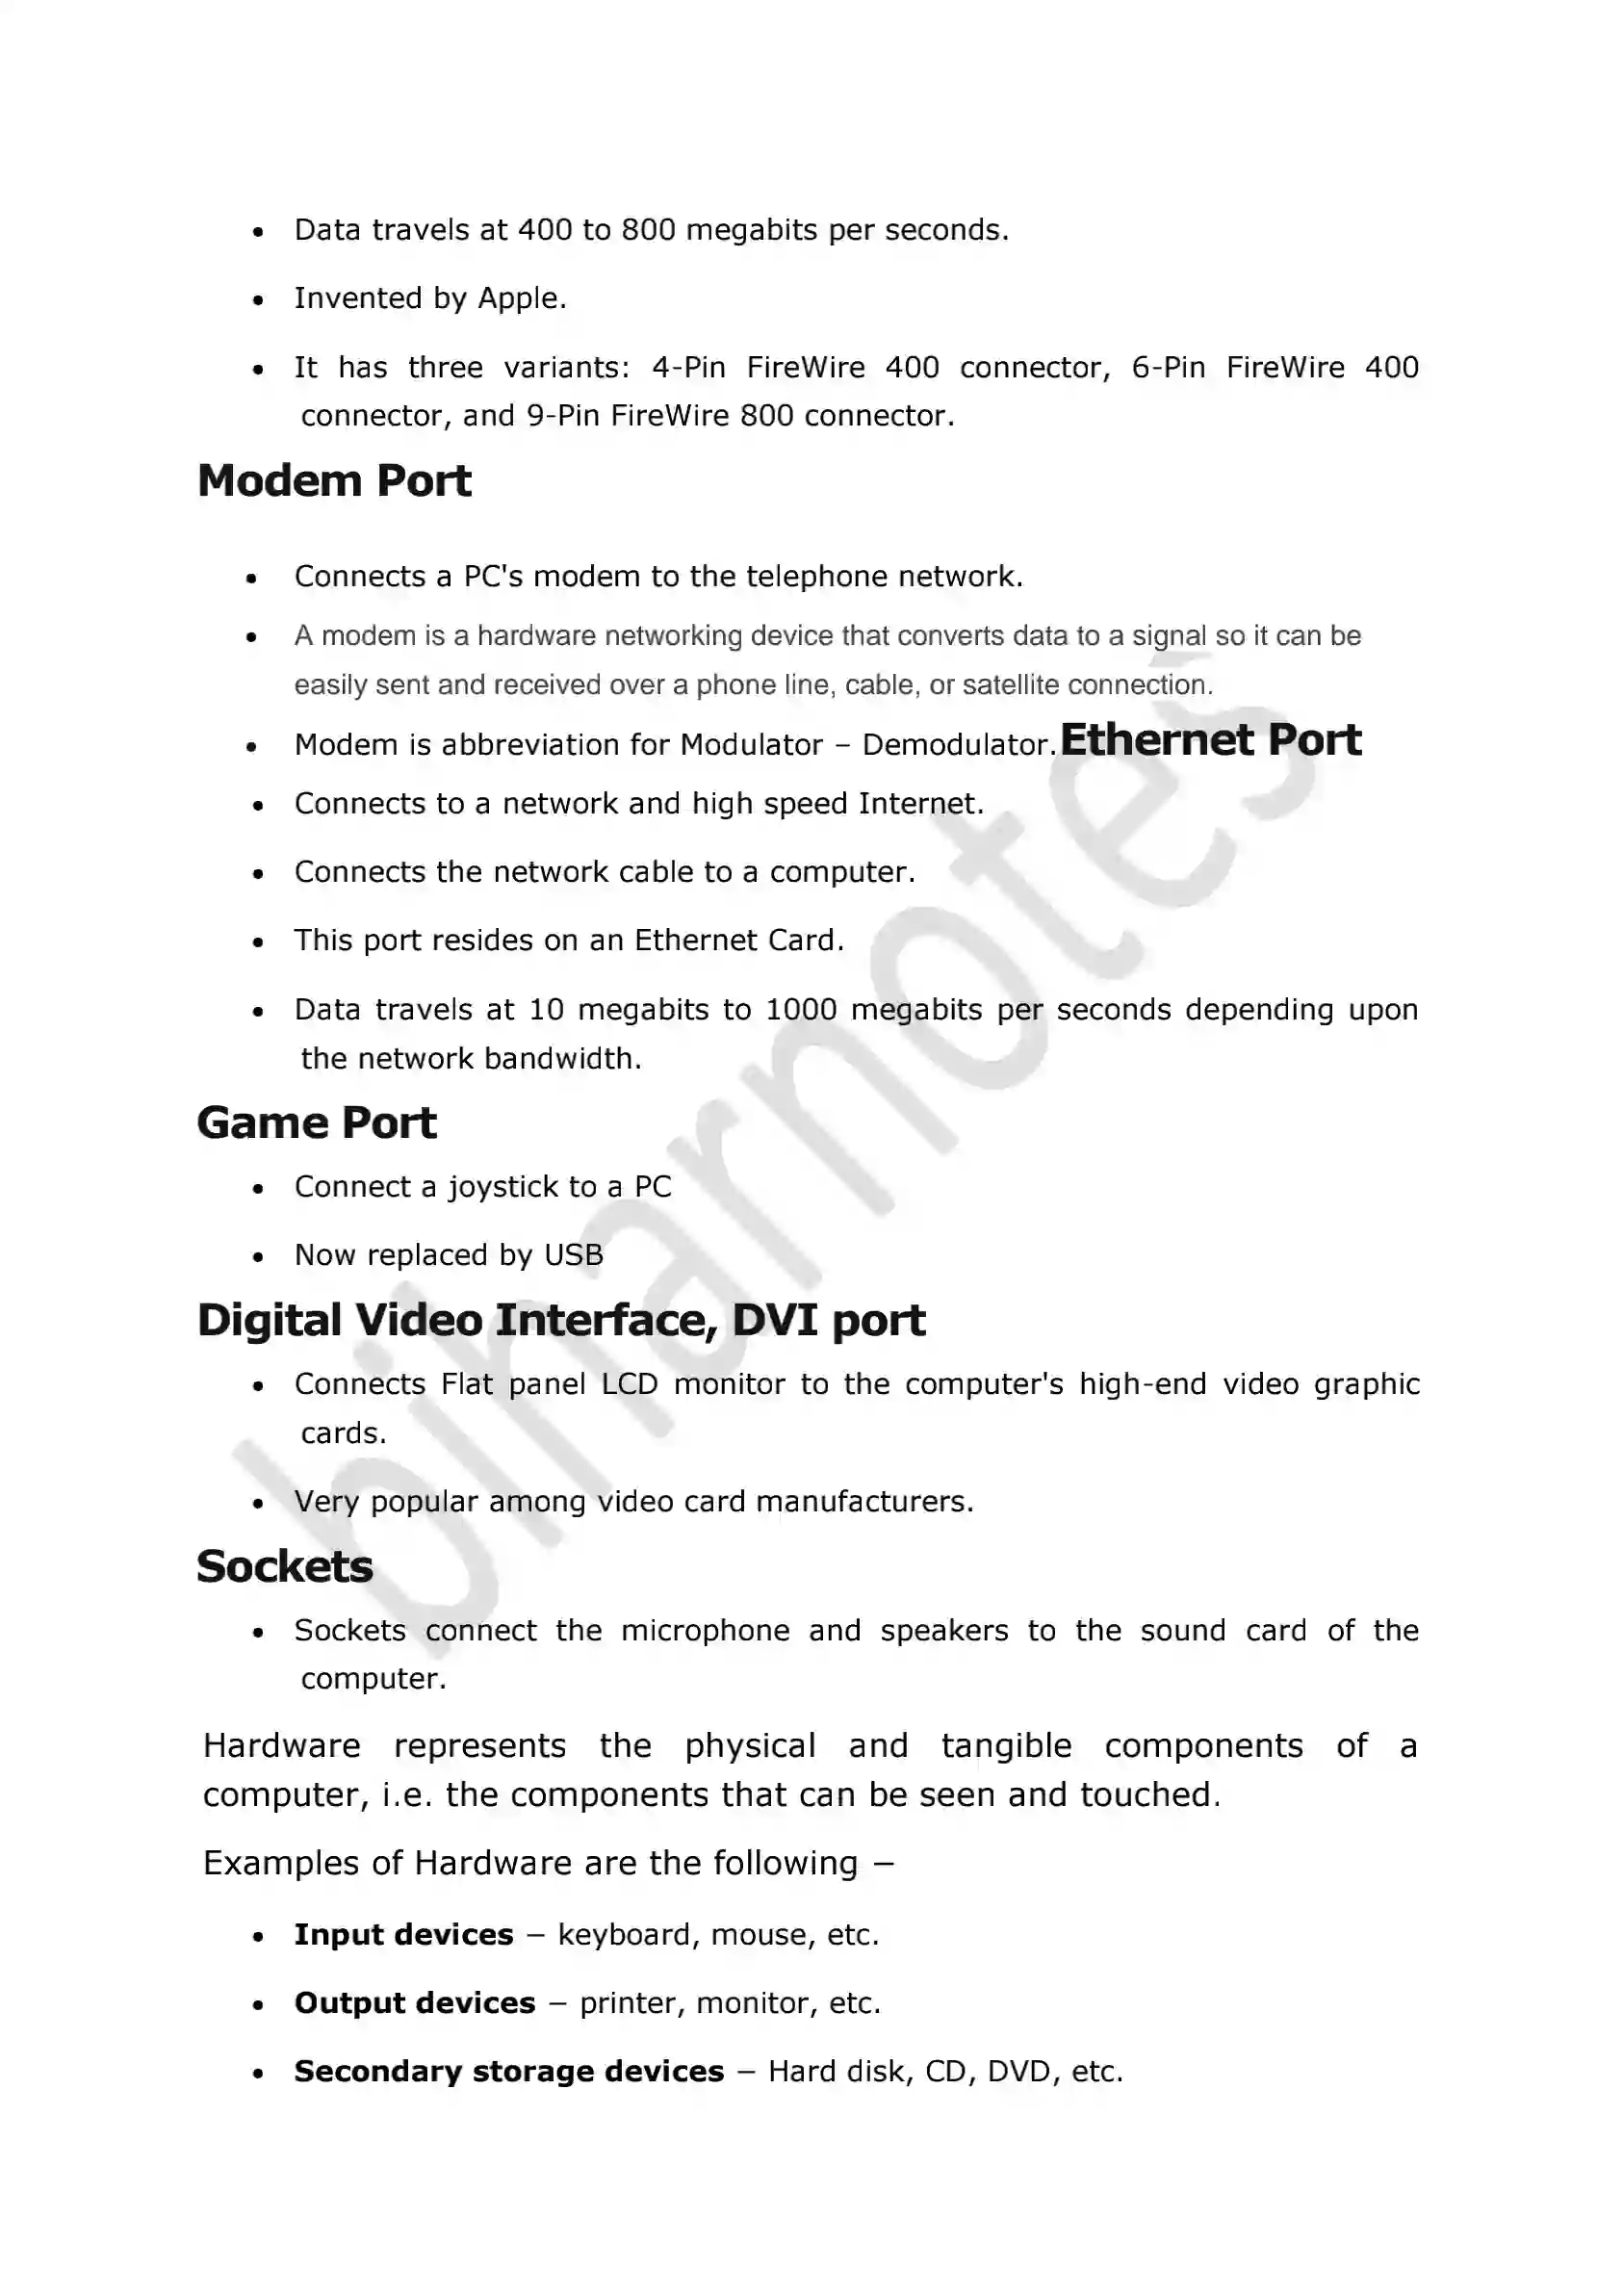 • Data travels at 400 to 800 megabits per seconds.
• Invented by Apple.
• It has three variants: 4-Pin FireWire 400 connector, 6-Pin FireWire 400
connector, and 9-Pin FireWire 800 connector.
Modem Port
• Connects a PC's modem to the telephone network.
• A modem is a hardware networking device that converts data to a signal so it can be
easily sent and received over a phone line, cable, or satellite connection.
• Modem is abbreviation for Modulator – Demodulator.Ethernet Port
• Connects to a network and high speed Internet.
• Connects the network cable to a computer.
• This port resides on an Ethernet Card.
• Data travels at 10 megabits to 1000 megabits per seconds depending upon
the network bandwidth.
Game Port
• Connect a joystick to a PC
• Now replaced by USB
Digital Video Interface, DVI port
• Connects Flat panel LCD monitor to the computer's high-end video graphic
cards.
• Very popular among video card manufacturers.
Sockets
• Sockets connect the microphone and speakers to the sound card of the
computer.
Hardware represents the physical and tangible components of a
computer, i.e. the components that can be seen and touched.
Examples of Hardware are the following −
• Input devices − keyboard, mouse, etc.
• Output devices − printer, monitor, etc.
• Secondary storage devices − Hard disk, CD, DVD, etc.
biharnotes